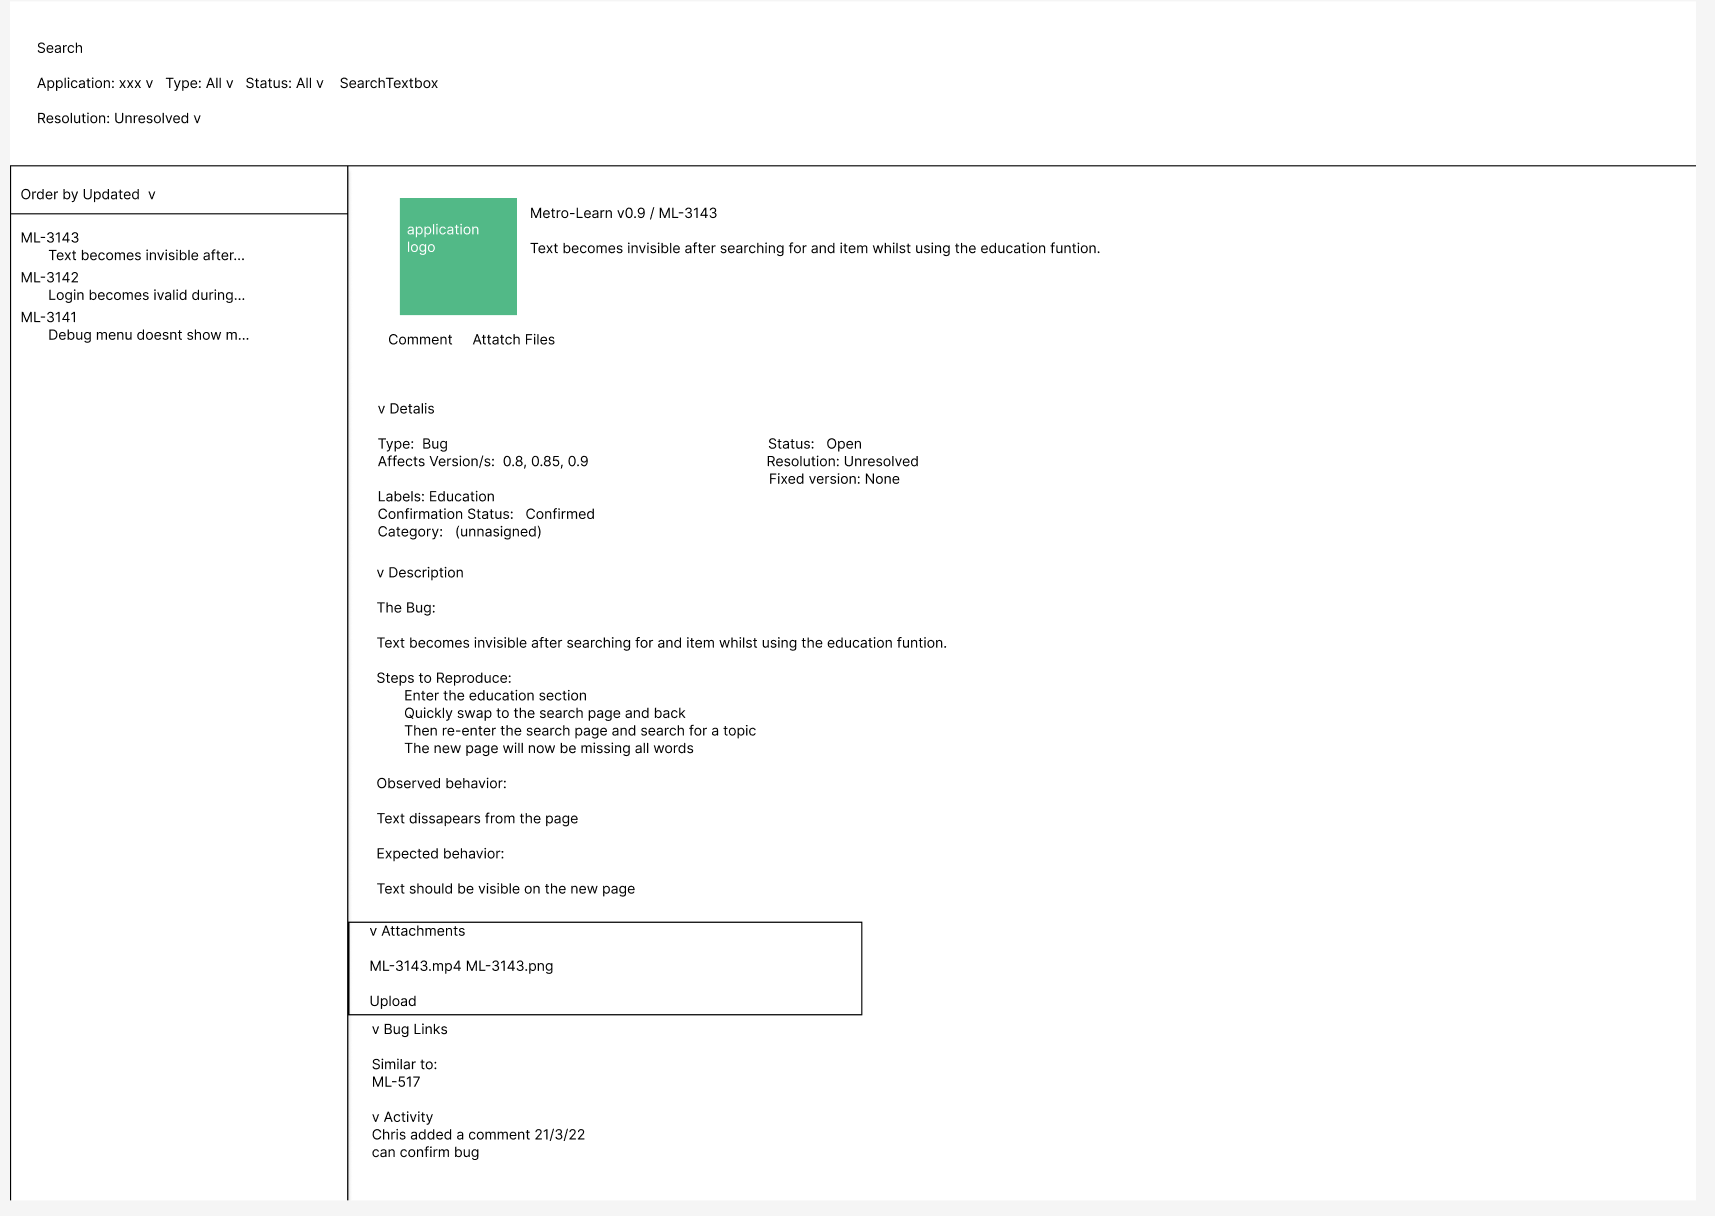 Search
Application: xxx v   Type: All v   Status: All v    SearchTextbox
Resolution: Unresolved v
Order by Updated  v
ML-3143
Text becomes invisible after...
ML-3142
Login becomes ivalid during...
ML-3141
Debug menu doesnt show m...
application
logo
Metro-Learn v0.9 / ML-3143
Text becomes invisible after searching for and item whilst using the education funtion.
Comment     Attatch Files
v Detalis
Type:  Bug
Affects Version/s:  0.8, 0.85, 0.9
Labels: Education
Confirmation Status:   Confirmed
Category:   (unnasigned)
Status:   Open
Resolution: Unresolved
Fixed version: None
v Description
The Bug:
Text becomes invisible after searching for and item whilst using the education funtion.
Steps to Reproduce:
Enter the education section
Quickly swap to the search page and back
Then re-enter the search page and search for a topic
The new page will now be missing all words
Observed behavior:
Text dissapears from the page
Expected behavior:
Text should be visible on the new page
v Attachments
ML-3143.mp4 ML-3143.png
Upload
v Bug Links
Similar to:
ML-517
v Activity
Chris added a comment 21/3/22
can confirm bug